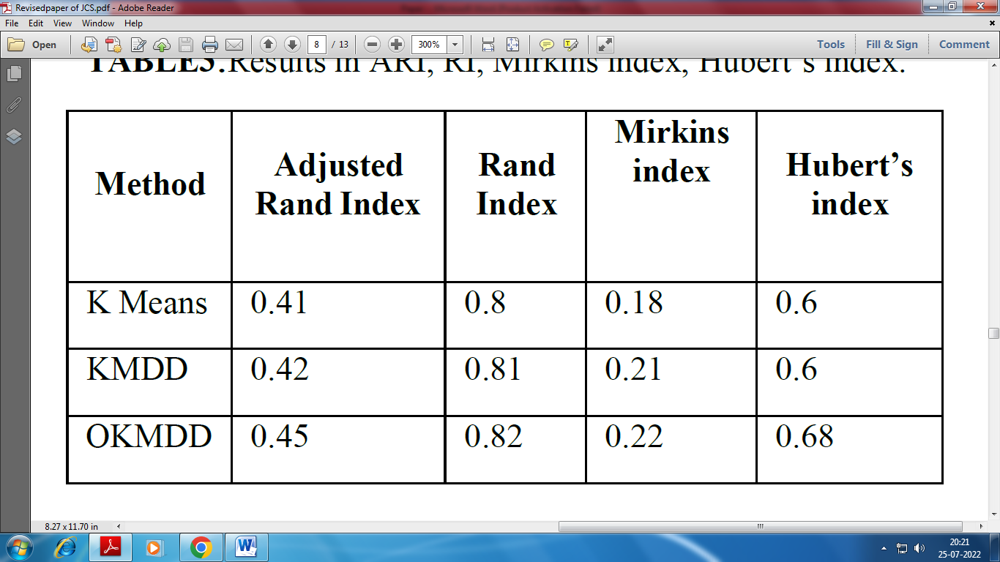 Revisedpaper of JCS.pdf - Adobe Reader
File Edit View Window Help
Open 8 / 13 300% Tools Fill & Sign Comment
TABLE5:Results in ARI, RI, Mirkins index, Hubert's index.
Method Adjusted Rand Index Rand Index Mirkins index Hubert’s index
K Means 0.41 0.8 0.18 0.6
KMDD 0.42 0.81 0.21 0.6
OKMDD 0.45 0.82 0.22 0.68
8.27 x 11.70 in
20:21
25-07-2022